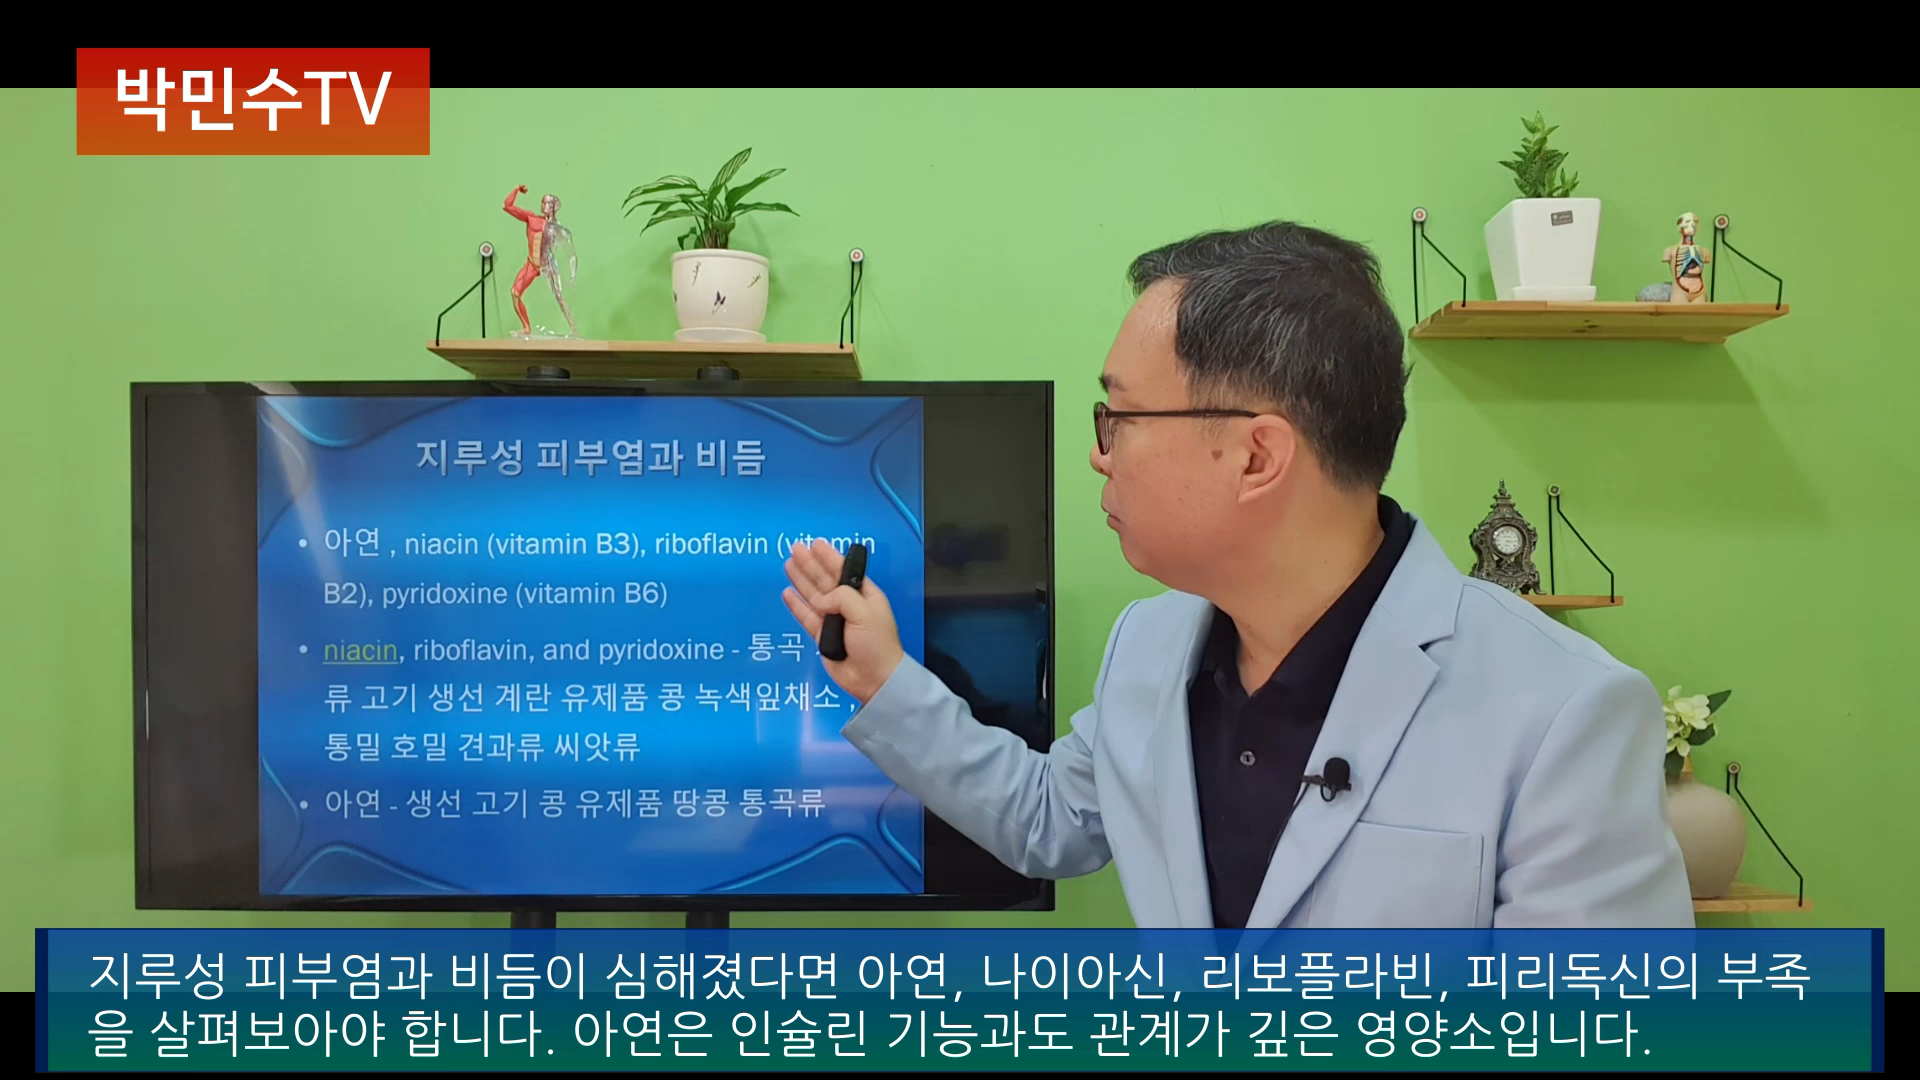 박민수TV
지루성 피부염과 비듬
• 아연 , niacin (vitamin B3), riboflavin (vitamin
B2), pyridoxine (vitamin B6)
• niacin, riboflavin, and pyridoxine - 통곡
류 고기 생선 계란 유제품 콩 녹색잎채소 ,
통밀 호밀 견과류 씨앗류
• 아연 - 생선 고기 콩 유제품 땅콩 통곡류
지루성 피부염과 비듬이 심해졌다면 아연, 나이아신, 리보플라빈, 피리독신의 부족
을 살펴보아야 합니다. 아연은 인슐린 기능과도 관계가 깊은 영양소입니다.